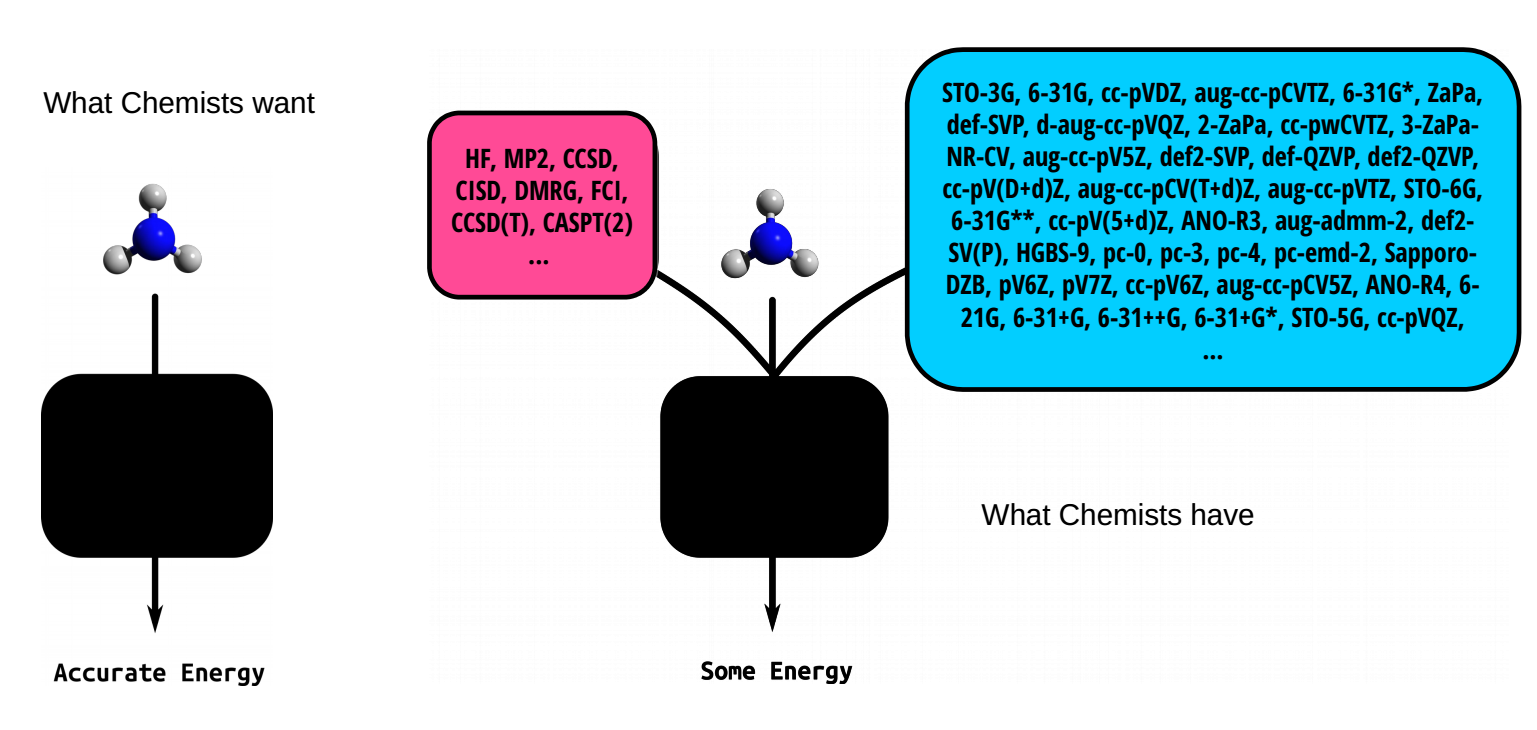 What Chemists want
HF, MP2, CCSD,
CISD, DMRG, FCI,
CCSD(T), CASPT(2)
...
STO-3G, 6-31G, cc-pVDZ, aug-cc-pCVTZ, 6-31G*, ZaPa,
def-SVP, d-aug-cc-pVQZ, 2-ZaPa, cc-pwCVTZ, 3-ZaPa-
NR-CV, aug-cc-pV5Z, def2-SVP, def-QZVP, def2-QZVP,
cc-pV(D+d)Z, aug-cc-pCV(T+d)Z, aug-cc-pVTZ, STO-6G,
6-31G**, cc-pV(5+d)Z, ANO-R3, aug-admm-2, def2-
SV(P), HGBS-9, pc-0, pc-3, pc-4, pc-emd-2, Sapporo-
DZB, pV6Z, pV7Z, cc-pV6Z, aug-cc-pCV5Z, ANO-R4, 6-
21G, 6-31+G, 6-31++G, 6-31+G*, STO-5G, cc-pVQZ,
...
What Chemists have
Accurate Energy
Some Energy